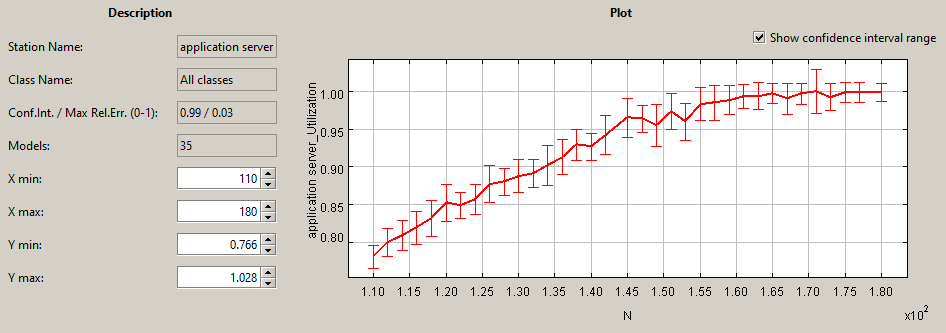 Description
Station Name: application server
Class Name: All classes
Conf.Int. / Max Rel.Err. (0-1): 0.99 / 0.03
Models: 35
X min: 110
X max: 180
Y min: 0.766
Y max: 1.028
Plot
Show confidence interval range
application server_Utilization
1.00
0.95
0.90
0.85
0.80
1.10 1.15 1.20 1.25 1.30 1.35 1.40 1.45 1.50 1.55 1.60 1.65 1.70 1.75 1.80
N
x10²